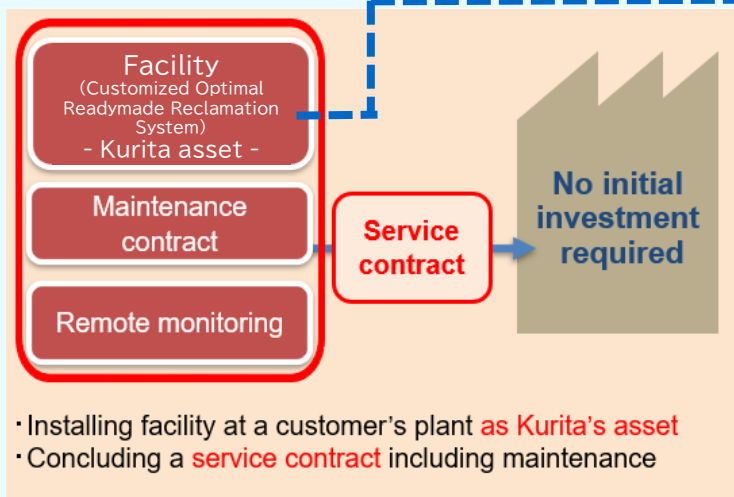 Facility
(Customized Optimal
Readymade Reclamation
System)
- Kurita asset -
Maintenance
contract
Remote monitoring
Service
contract
No initial
investment
required
・Installing facility at a customer's plant as Kurita's asset
・Concluding a service contract including maintenance